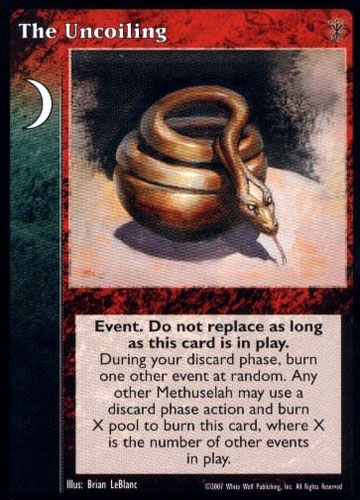 The Uncoiling
Event. Do not replace as long
as this card is in play.
During your discard phase, burn
one other event at random. Any
other Methuselah may use a
discard phase action and burn
X pool to burn this card, where X
is the number of other events
in play.
Illus: Brian LeBlanc
©2007 White Wolf Publishing, Inc. All Rights Reserved